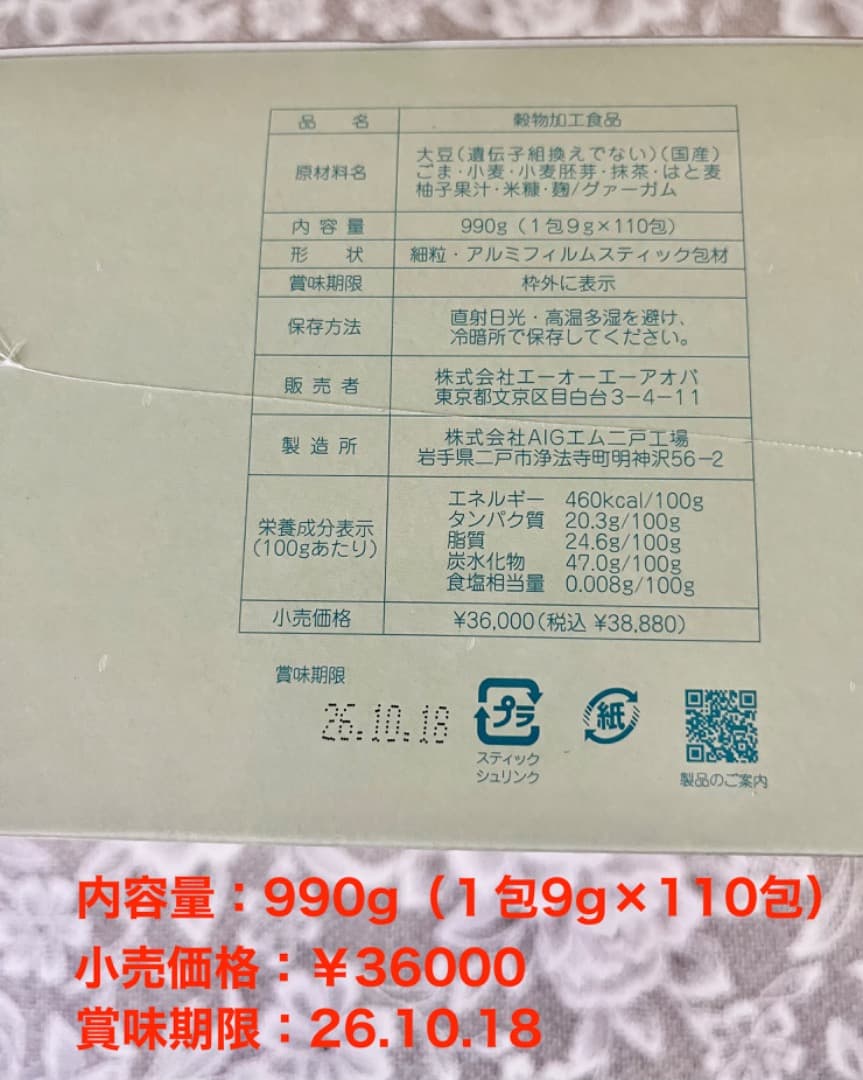 品 名 穀物加工食品
原材料名 大豆(遺伝子組換えでない)(国産)
ごま・小麦・小麦胚芽・抹茶・はと麦
柚子果汁・米糠・麹/グァーガム
内容量 990g(1包9g×110包)
形 状 細粒・アルミフィルムスティック包材
賞味期限 枠外に表示
保存方法 直射日光・高温多湿を避け、
冷暗所で保存してください。
販売者 株式会社エーオーエーアオバ
東京都文京区目白台3-4-11
製造所 株式会社AIGエム二戸工場
岩手県二戸市浄法寺町明神沢56-2
栄養成分表示
(100gあたり)
エネルギー 460kcal/100g
タンパク質 20.3g/100g
脂質 24.6g/100g
炭水化物 47.0g/100g
食塩相当量 0.008g/100g
小売価格 ¥36,000(税込 ¥38,880)
賞味期限
26.10.18
プラ
スティック
シュリンク
紙
製品のご案内
内容量:990g(1包9g×110包)
小売価格:¥36000
賞味期限:26.10.18